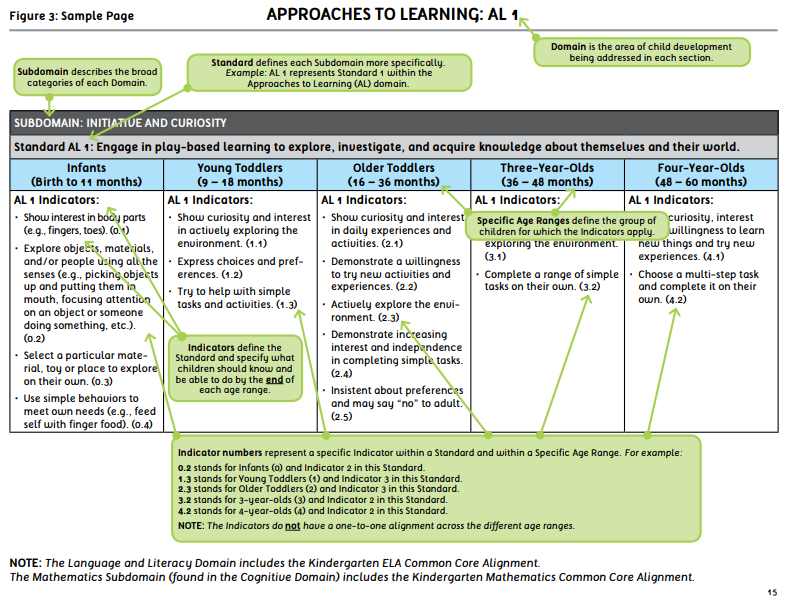 Figure 3: Sample Page
APPROACHES TO LEARNING: AL 1
Domain is the area of child development
being addressed in each section.
Standard defines each Subdomain more specifically.
Example: AL 1 represents Standard 1 within the
Approaches to Learning (AL) domain.
Subdomain describes the broad
categories of each Domain.
SUBDOMAIN: INITIATIVE AND CURIOSITY
Standard AL 1: Engage in play-based learning to explore, investigate, and acquire knowledge about themselves and their world.
Infants
(Birth to 11 months)
AL 1 Indicators:
· Show interest in body parts
(e.g., fingers, toes). (0.1)
· Explore objects, materials,
and/or people using all the
senses (e.g., picking objects
up and putting them in
mouth, focusing attention
on an object or someone
doing something, etc.).
(0.2)
· Select a particular mate-
rial, toy or place to explore
on their own. (0.3)
· Use simple behaviors to
meet own needs (e.g., feed
self with finger food). (0.4)
Young Toddlers
(9 – 18 months)
AL 1 Indicators:
· Show curiosity and interest
in actively exploring the
environment. (1.1)
· Express choices and pref-
erences. (1.2)
· Try to help with simple
tasks and activities. (1.3)
Indicators define the
Standard and specify what
children should know and
be able to do by the end of
each age range.
Older Toddlers
(16 – 36 months)
AL 1 Indicators:
· Show curiosity and interest
in daily experiences and
activities. (2.1)
· Demonstrate a willingness
to try new activities and
experiences. (2.2)
· Actively explore the envi-
ronment. (2.3)
· Demonstrate increasing
interest and independence
in completing simple tasks.
(2.4)
· Insistent about preferences
and may say “no” to adult.
(2.5)
Three-Year-Olds
(36 – 48 months)
AL 1 Indicators:
Specific Age Ranges define the group of
children for which the Indicators apply.
exploring the environment.
(3.1)
· Complete a range of simple
tasks on their own. (3.2)
Four-Year-Olds
(48 – 60 months)
AL 1 Indicators:
curiosity, interest
willingness to learn
new things and try new
experiences. (4.1)
· Choose a multi-step task
and complete it on their
own. (4.2)
Indicator numbers represent a specific Indicator within a Standard and within a Specific Age Range. For example:
0.2 stands for Infants (0) and Indicator 2 in this Standard.
1.3 stands for Young Toddlers (1) and Indicator 3 in this Standard.
2.3 stands for Older Toddlers (2) and Indicator 3 in this Standard.
3.2 stands for 3-year-olds (3) and Indicator 2 in this Standard.
4.2 stands for 4-year-olds (4) and Indicator 2 in this Standard.
NOTE: The Indicators do not have a one-to-one alignment across the different age ranges.
NOTE: The Language and Literacy Domain includes the Kindergarten ELA Common Core Alignment.
The Mathematics Subdomain (found in the Cognitive Domain) includes the Kindergarten Mathematics Common Core Alignment.
15